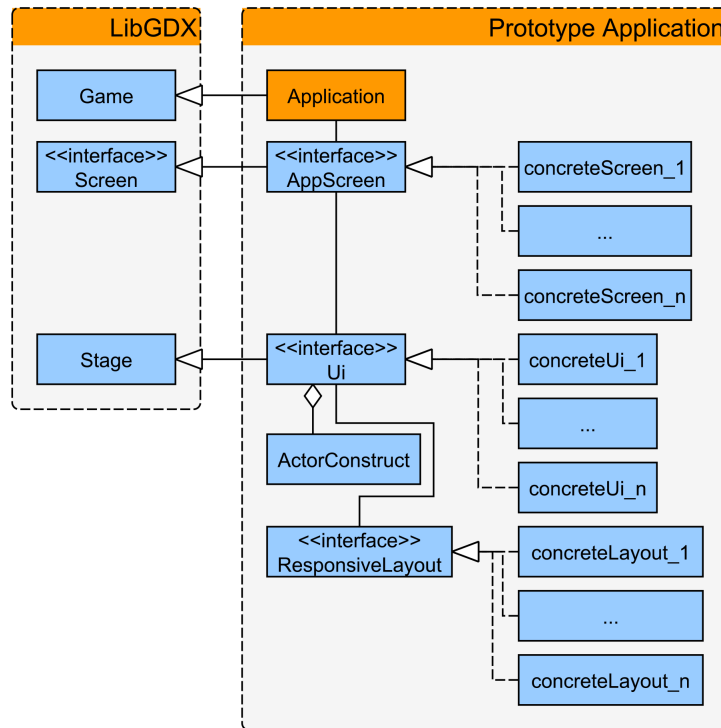 LibGDX
Prototype Application
Game
Application
<<interface>>
Screen
<<interface>>
AppScreen
concreteScreen_1
...
concreteScreen_n
Stage
<<interface>>
Ui
concreteUi_1
...
ActorConstruct
concreteUi_n
<<interface>>
ResponsiveLayout
concreteLayout_1
...
concreteLayout_n